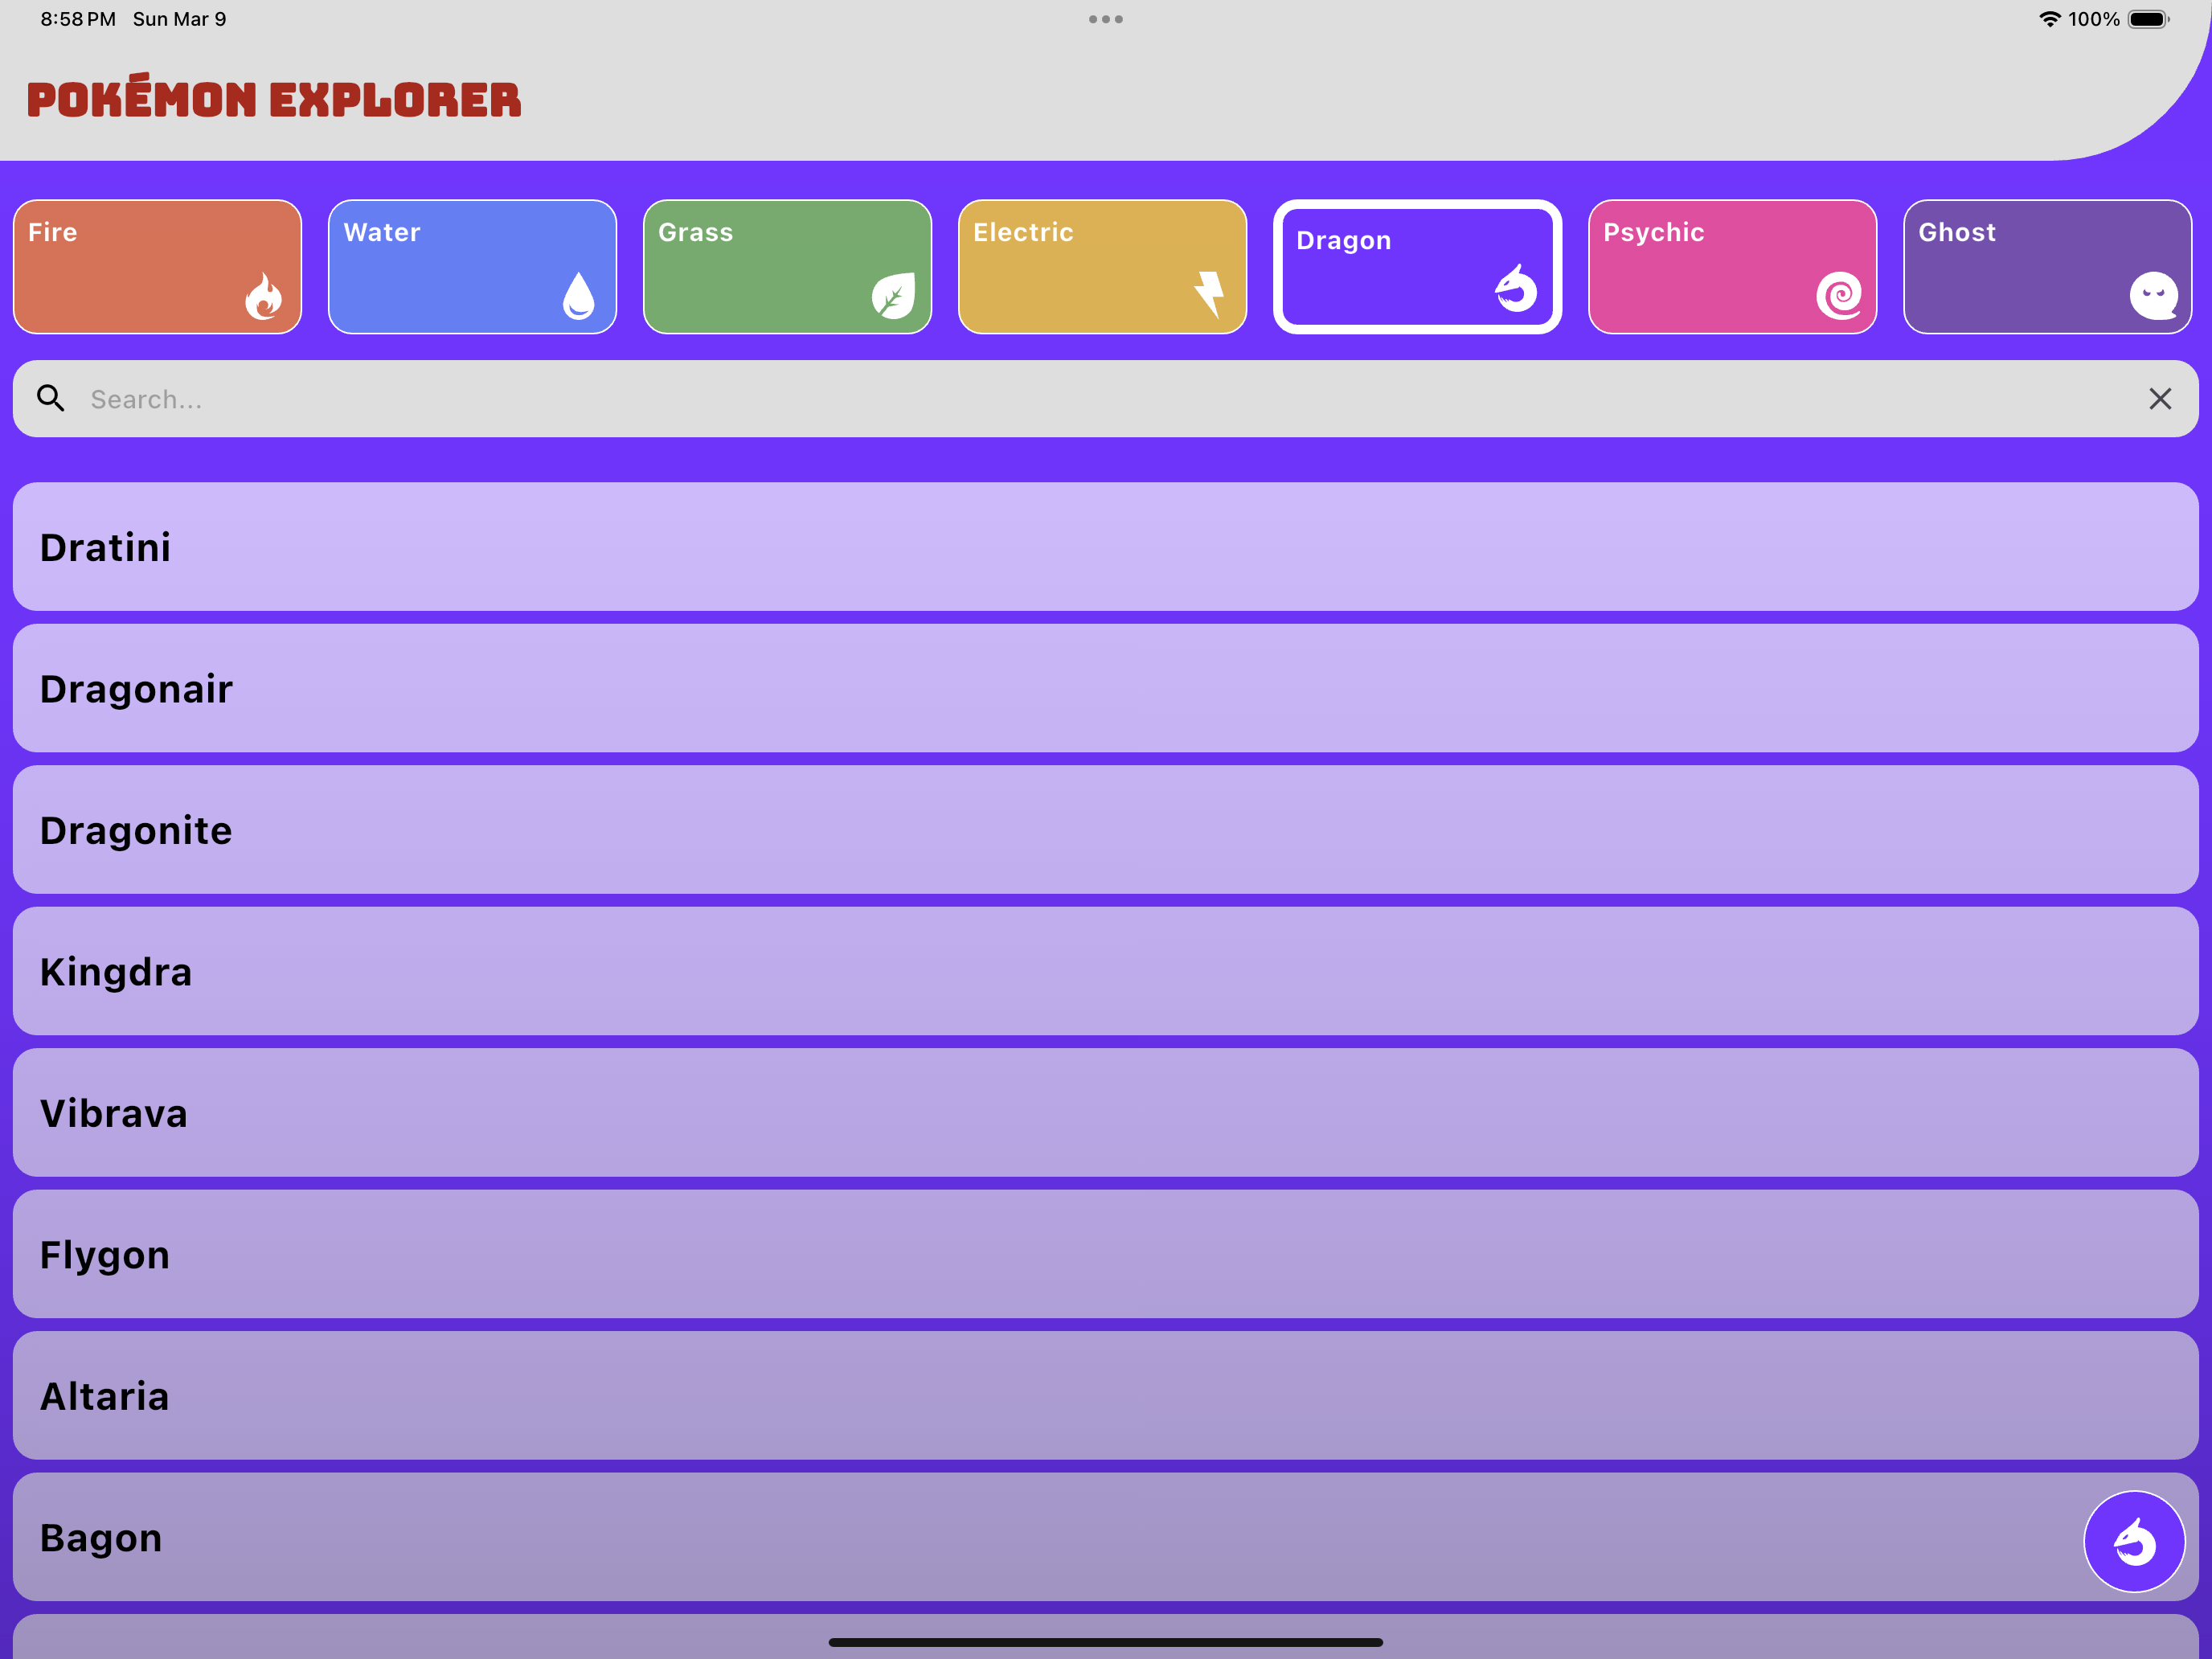 8:58 PM Sun Mar 9
100%
POKÉMON EXPLORER
Fire
Water
Grass
Electric
Dragon
Psychic
Ghost
Search...
Dratini
Dragonair
Dragonite
Kingdra
Vibrava
Flygon
Altaria
Bagon